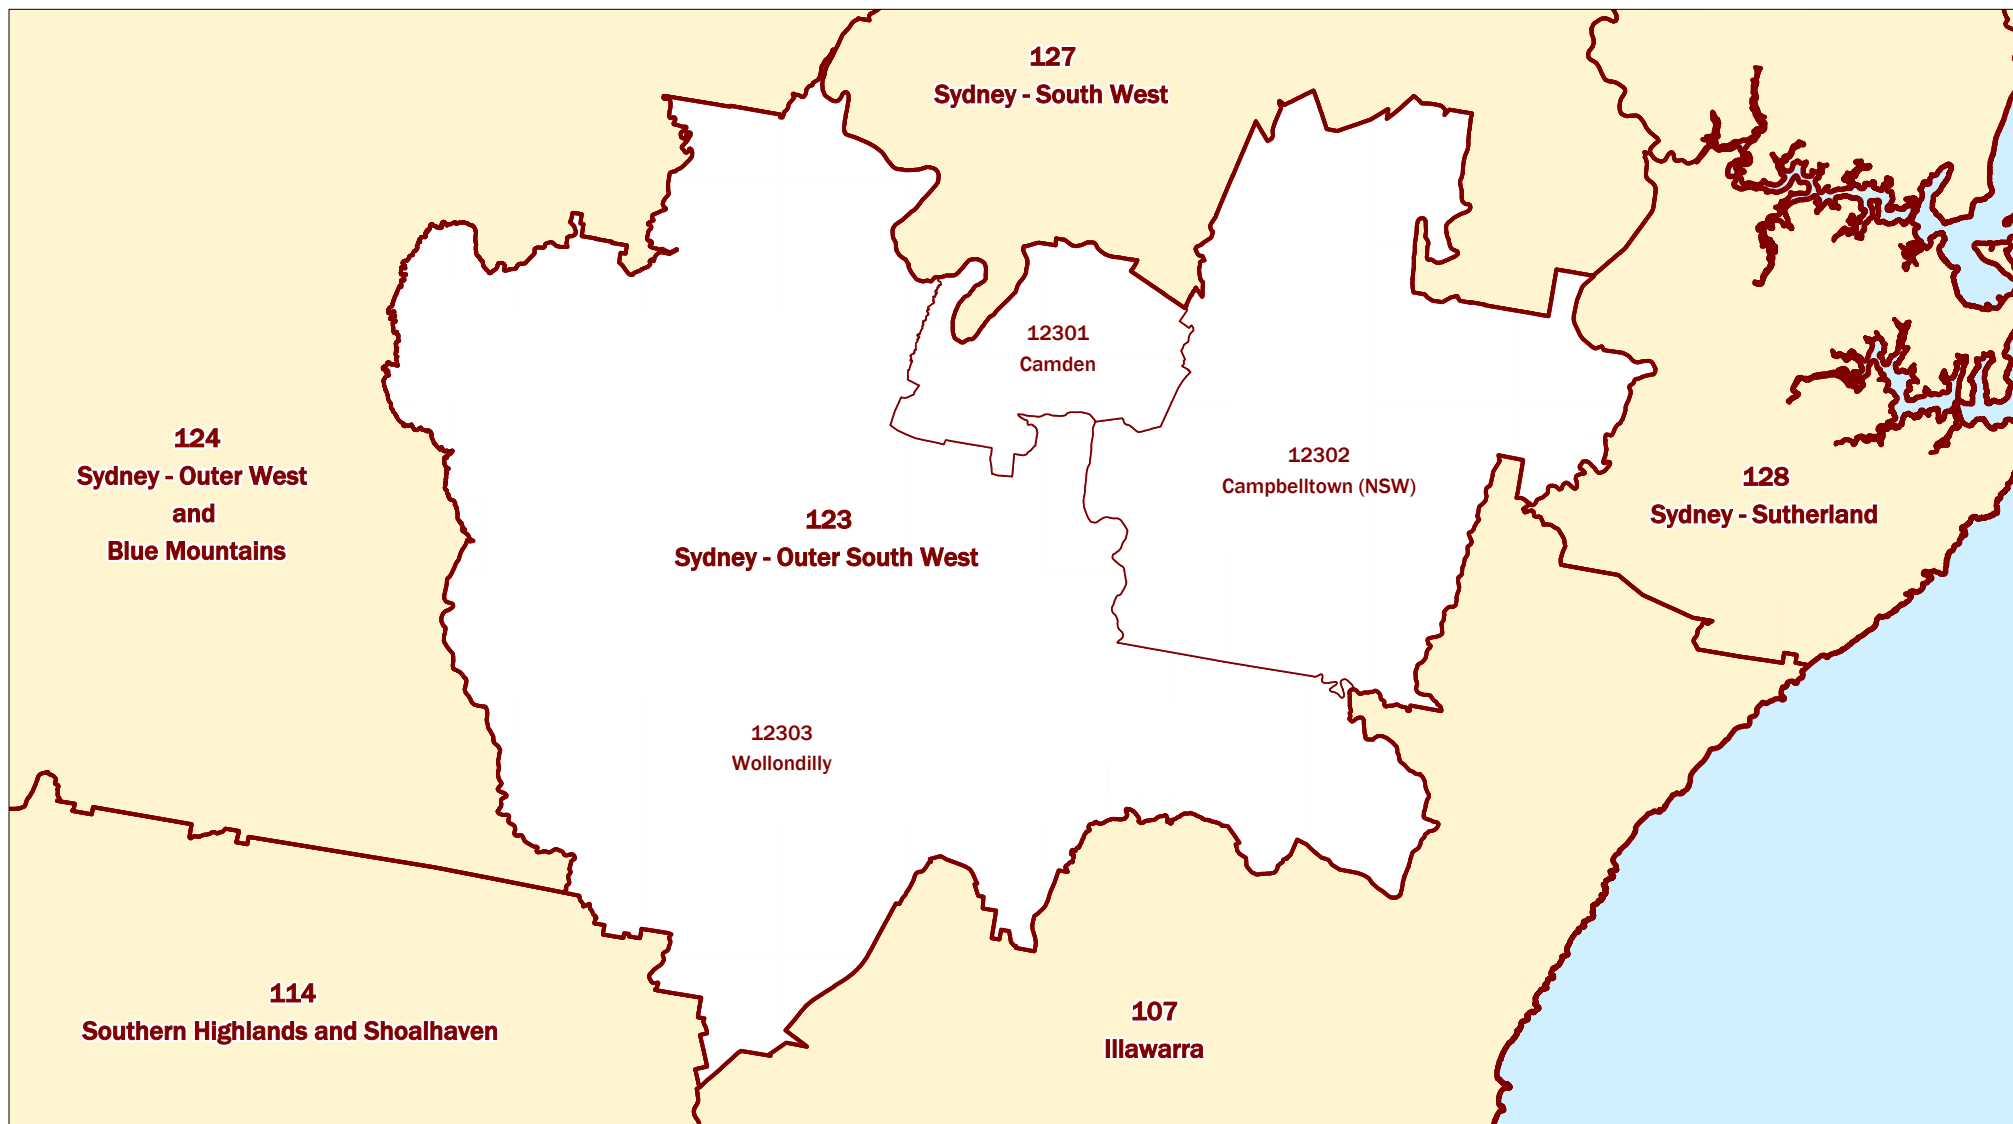 127
Sydney - South West
12301
Camden
124
Sydney - Outer West
and
Blue Mountains
12302
Campbelltown (NSW)
128
Sydney - Sutherland
123
Sydney - Outer South West
12303
Wollondilly
114
Southern Highlands and Shoalhaven
107
Illawarra